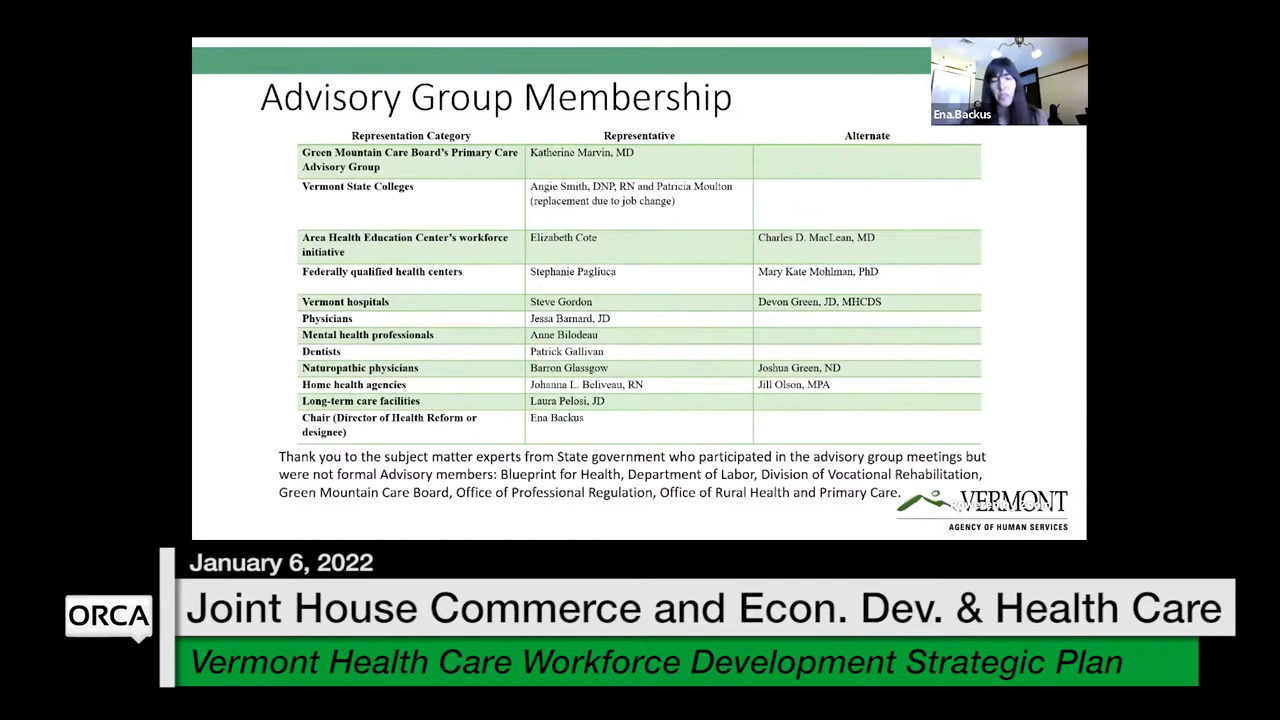 Advisory Group Membership
Ena.Backus
Representation Category Representative Alternate
Green Mountain Care Board's Primary Care Katherine Marvin, MD
Advisory Group
Vermont State Colleges Angie Smith, DNP, RN and Patricia Moulton
(replacement due to job change)
Area Health Education Center's workforce Elizabeth Cote Charles D. MacLean, MD
initiative
Federally qualified health centers Stephanie Pagliuca Mary Kate Mohlman, PhD
Vermont hospitals Steve Gordon Devon Green, JD, MHCDS
Physicians Jessa Barnard, JD
Mental health professionals Anne Bilodeau
Dentists Patrick Gallivan
Naturopathic physicians Barron Glassgow Joshua Green, ND
Home health agencies Johanna L. Beliveau, RN Jill Olson, MPA
Long-term care facilities Laura Pelosi, JD
Chair (Director of Health Reform or Ena Backus
designee)
Thank you to the subject matter experts from State government who participated in the advisory group meetings but
were not formal Advisory members: Blueprint for Health, Department of Labor, Division of Vocational Rehabilitation,
Green Mountain Care Board, Office of Professional Regulation, Office of Rural Health and Primary Care.
VERMONT
Powered by Zoom
AGENCY OF HUMAN SERVICES
January 6, 2022
ORCA
Joint House Commerce and Econ. Dev. & Health Care
Vermont Health Care Workforce Development Strategic Plan